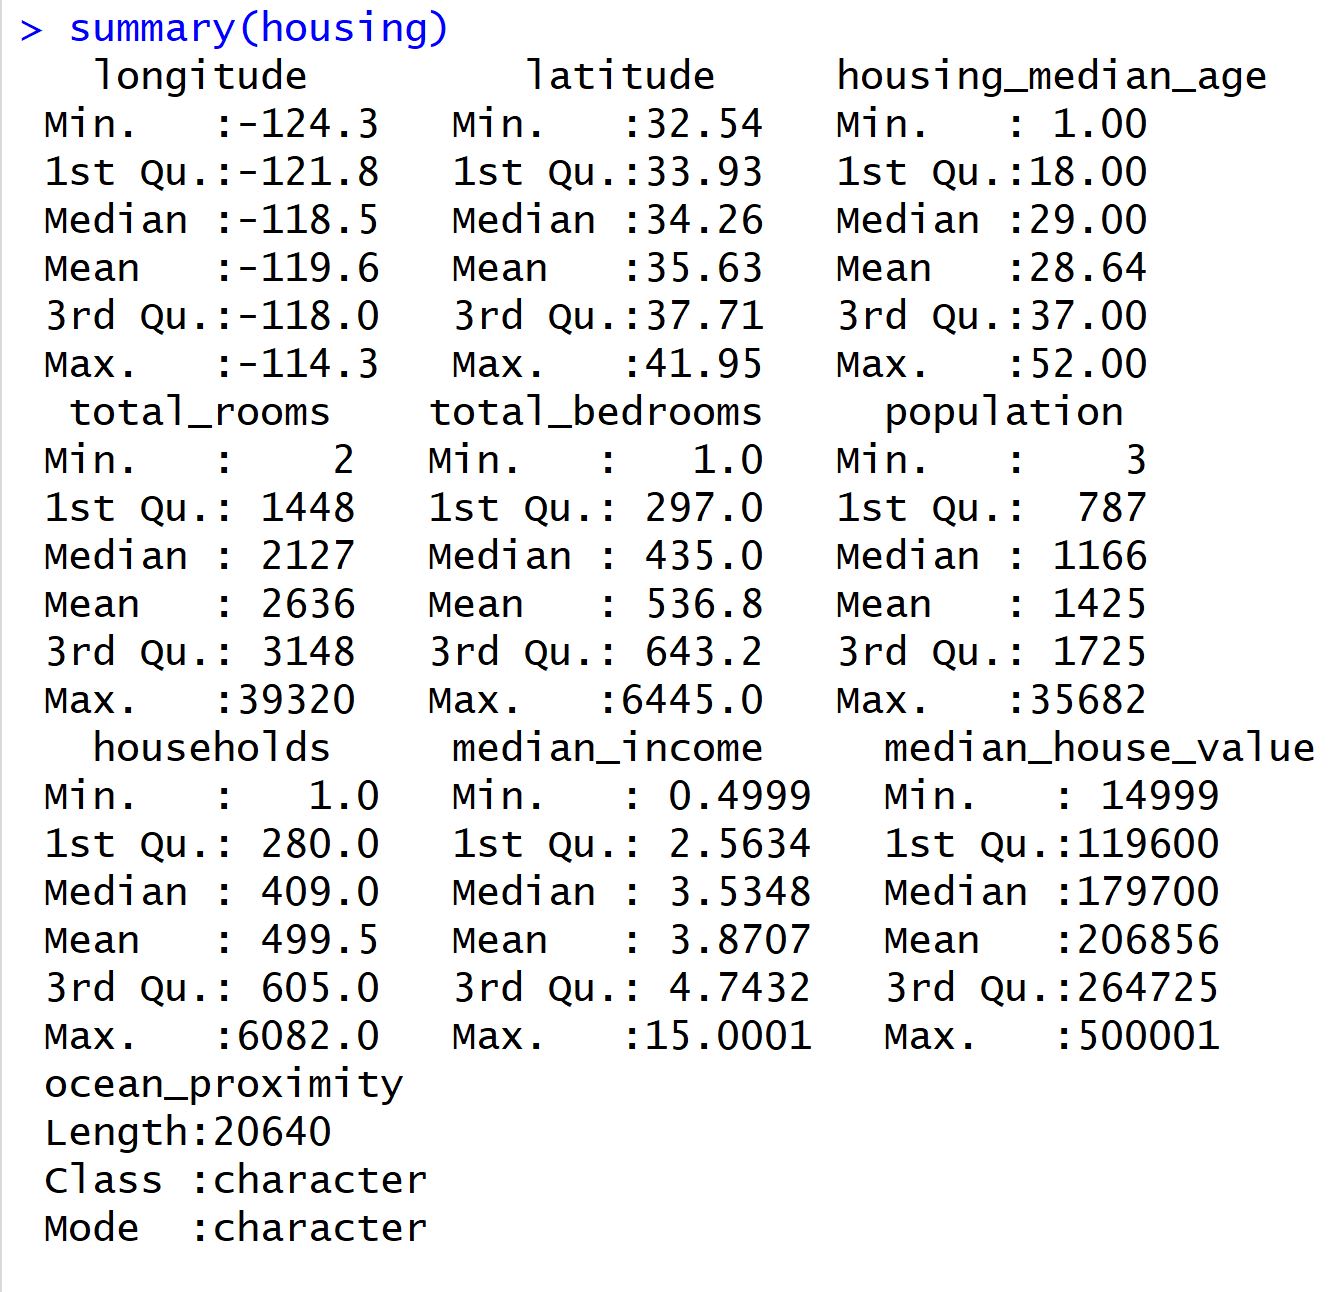 > summary(housing)
   longitude         latitude     housing_median_age
 Min.   :-124.3   Min.   :32.54   Min.   : 1.00
 1st Qu.:-121.8   1st Qu.:33.93   1st Qu.:18.00
 Median :-118.5   Median :34.26   Median :29.00
 Mean   :-119.6   Mean   :35.63   Mean   :28.64
 3rd Qu.:-118.0   3rd Qu.:37.71   3rd Qu.:37.00
 Max.   :-114.3   Max.   :41.95   Max.   :52.00
  total_rooms    total_bedrooms     population
 Min.   :    2   Min.   :   1.0   Min.   :    3
 1st Qu.: 1448   1st Qu.: 297.0   1st Qu.:  787
 Median : 2127   Median : 435.0   Median : 1166
 Mean   : 2636   Mean   : 536.8   Mean   : 1425
 3rd Qu.: 3148   3rd Qu.: 643.2   3rd Qu.: 1725
 Max.   :39320   Max.   :6445.0   Max.   :35682
   households     median_income     median_house_value
 Min.   :   1.0   Min.   : 0.4999   Min.   : 14999
 1st Qu.: 280.0   1st Qu.: 2.5634   1st Qu.:119600
 Median : 409.0   Median : 3.5348   Median :179700
 Mean   : 499.5   Mean   : 3.8707   Mean   :206856
 3rd Qu.: 605.0   3rd Qu.: 4.7432   3rd Qu.:264725
 Max.   :6082.0   Max.   :15.0001   Max.   :500001
 ocean_proximity
 Length:20640
 Class :character
 Mode  :character